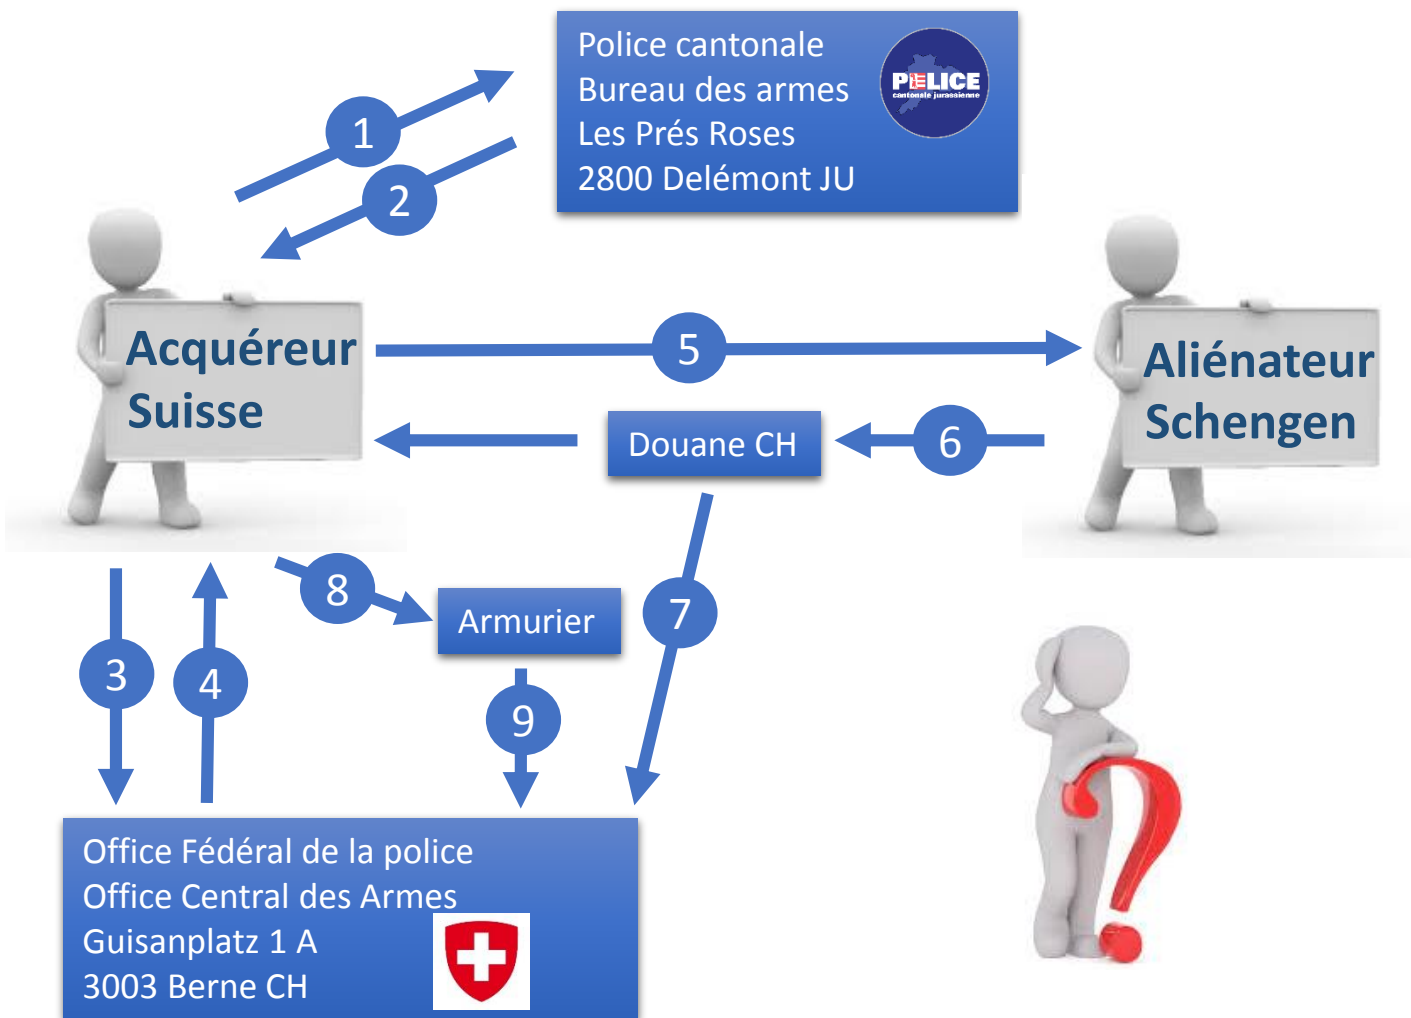 Police cantonale
Bureau des armes
Les Prés Roses
2800 Delémont JU
POLICE
cantonale jurassienne
1
2
Acquéreur
Suisse
5
Aliénateur
Schengen
Douane CH
6
8
Armurier
7
3
4
9
Office Fédéral de la police
Office Central des Armes
Guisanplatz 1 A
3003 Berne CH
?